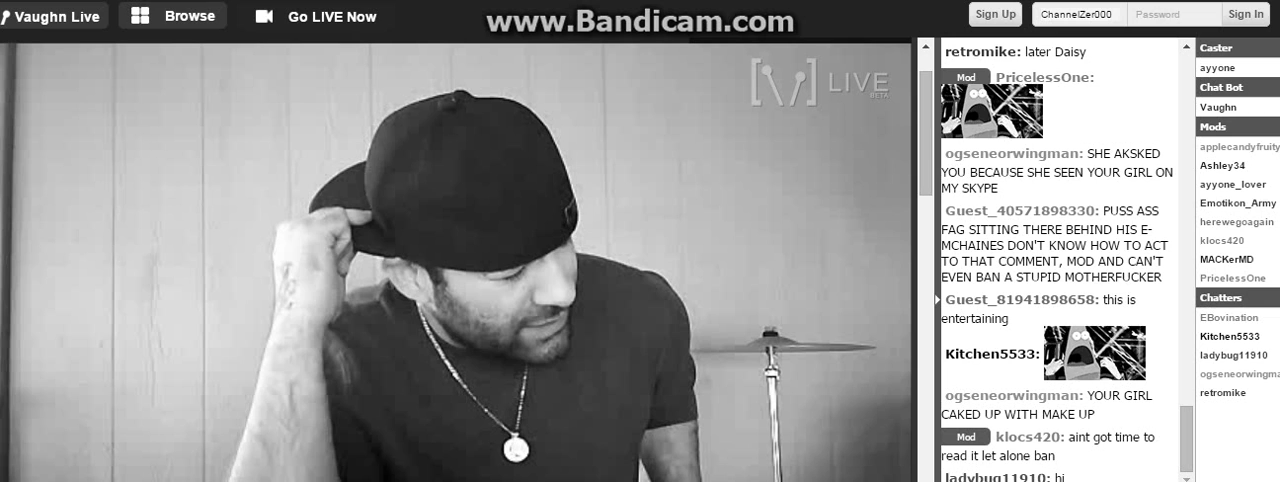 www.Bandicam.com
Vaughn Live
Browse
Go LIVE Now
Sign Up
ChannelZer000
Password
Sign In
[V] LIVE
BETA
retromike: later Daisy
Mod PricelessOne:
ogseneorwingman: SHE AKSKED
YOU BECAUSE SHE SEEN YOUR GIRL ON
MY SKYPE
Guest_40571898330: PUSS ASS
FAG SITTING THERE BEHIND HIS E-
MCHAINES DON'T KNOW HOW TO ACT
TO THAT COMMENT, MOD AND CAN'T
EVEN BAN A STUPID MOTHERFUCKER
Guest_81941898658: this is
entertaining
Kitchen5533:
ogseneorwingman: YOUR GIRL
CAKED UP WITH MAKE UP
Mod klocs420: aint got time to
read it let alone ban
ladybug11910: hi
Caster
ayyone
Chat Bot
Vaughn
Mods
applecandyfruity
Ashley34
ayyone_lover
Emotikon_Army
herewegoagain
klocs420
MACKerMD
PricelessOne
Chatters
EBovination
Kitchen5533
ladybug11910
ogseneorwingma
retromike